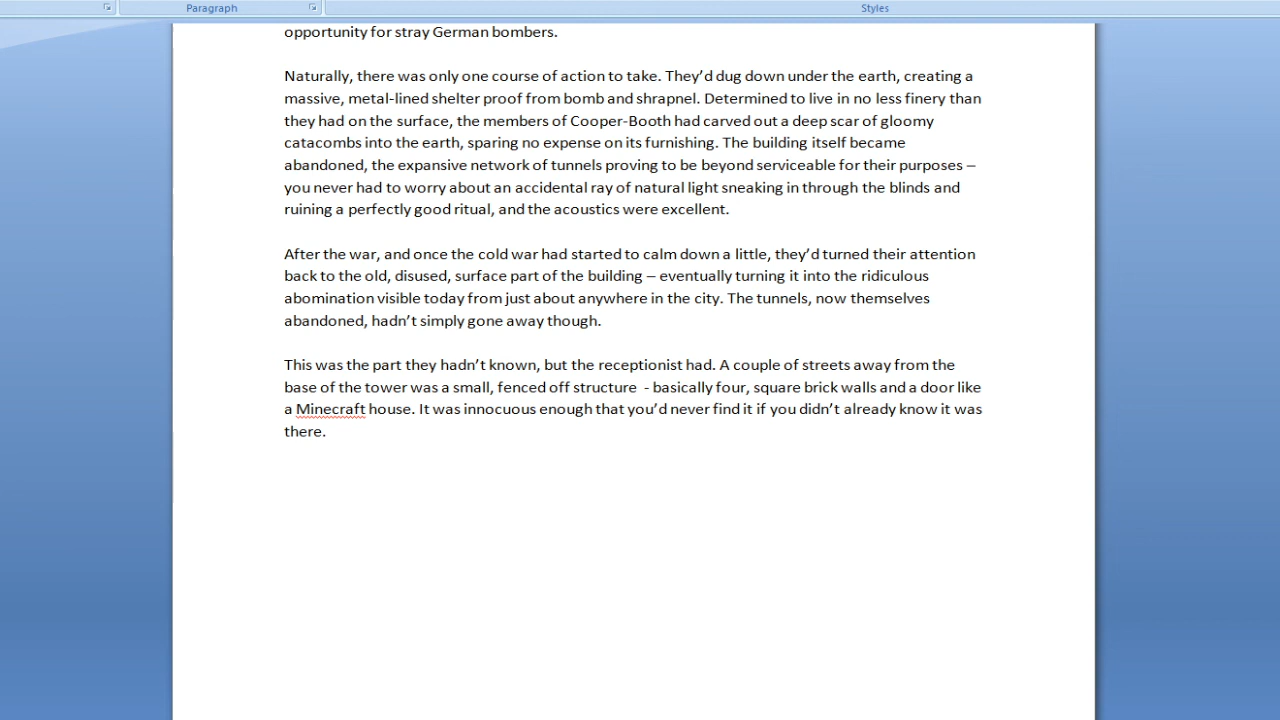 Paragraph
Styles
opportunity for stray German bombers.
Naturally, there was only one course of action to take. They’d dug down under the earth, creating a
massive, metal-lined shelter proof from bomb and shrapnel. Determined to live in no less finery than
they had on the surface, the members of Cooper-Booth had carved out a deep scar of gloomy
catacombs into the earth, sparing no expense on its furnishing. The building itself became
abandoned, the expansive network of tunnels proving to be beyond serviceable for their purposes –
you never had to worry about an accidental ray of natural light sneaking in through the blinds and
ruining a perfectly good ritual, and the acoustics were excellent.
After the war, and once the cold war had started to calm down a little, they’d turned their attention
back to the old, disused, surface part of the building – eventually turning it into the ridiculous
abomination visible today from just about anywhere in the city. The tunnels, now themselves
abandoned, hadn’t simply gone away though.
This was the part they hadn’t known, but the receptionist had. A couple of streets away from the
base of the tower was a small, fenced off structure  - basically four, square brick walls and a door like
a Minecraft house. It was innocuous enough that you’d never find it if you didn’t already know it was
there.